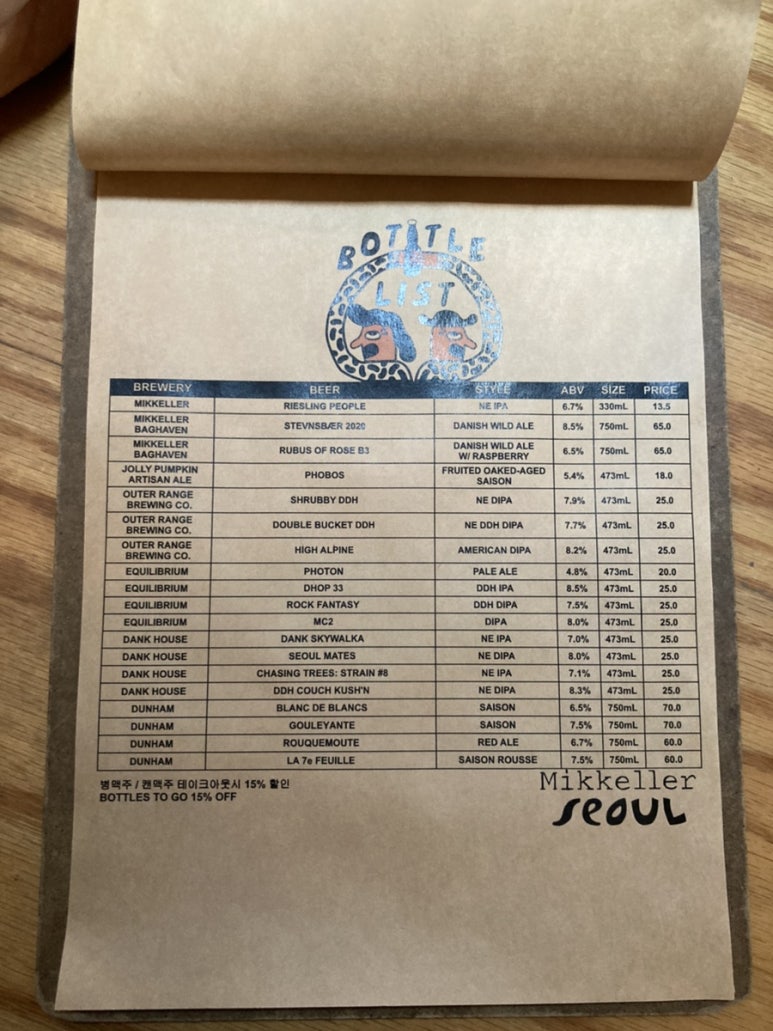 BOTTLE
LIST
BREWERY BEER STYLE ABV SIZE PRICE
MIKKELLER RIESLING PEOPLE NE IPA 6.7% 330mL 13.5
MIKKELLER BAGHAVEN STEVNSBÆR 2020 DANISH WILD ALE 8.5% 750mL 65.0
MIKKELLER BAGHAVEN RUBUS OF ROSE B3 DANISH WILD ALE W/ RASPBERRY 6.5% 750mL 65.0
JOLLY PUMPKIN ARTISAN ALE PHOBOS FRUITED OAKED-AGED SAISON 5.4% 473mL 18.0
OUTER RANGE BREWING CO. SHRUBBY DDH NE DIPA 7.9% 473mL 25.0
OUTER RANGE BREWING CO. DOUBLE BUCKET DDH NE DDH DIPA 7.7% 473mL 25.0
OUTER RANGE BREWING CO. HIGH ALPINE AMERICAN DIPA 8.2% 473mL 25.0
EQUILIBRIUM PHOTON PALE ALE 4.8% 473mL 20.0
EQUILIBRIUM DHOP 33 DDH IPA 8.5% 473mL 25.0
EQUILIBRIUM ROCK FANTASY DDH DIPA 7.5% 473mL 25.0
EQUILIBRIUM MC2 DIPA 8.0% 473mL 25.0
DANK HOUSE DANK SKYWALKA NE IPA 7.0% 473mL 25.0
DANK HOUSE SEOUL MATES NE DIPA 8.0% 473mL 25.0
DANK HOUSE CHASING TREES: STRAIN #8 NE IPA 7.1% 473mL 25.0
DANK HOUSE DDH COUCH KUSH'N NE DIPA 8.3% 473mL 25.0
DUNHAM BLANC DE BLANCS SAISON 6.5% 750mL 70.0
DUNHAM GOULEYANTE SAISON 7.5% 750mL 70.0
DUNHAM ROUQUEMOUTE RED ALE 6.7% 750mL 60.0
DUNHAM LA 7e FEUILLE SAISON ROUSSE 7.5% 750mL 60.0
병맥주 / 캔맥주 테이크아웃시 15% 할인
BOTTLES TO GO 15% OFF
Mikkeller
SEOUL